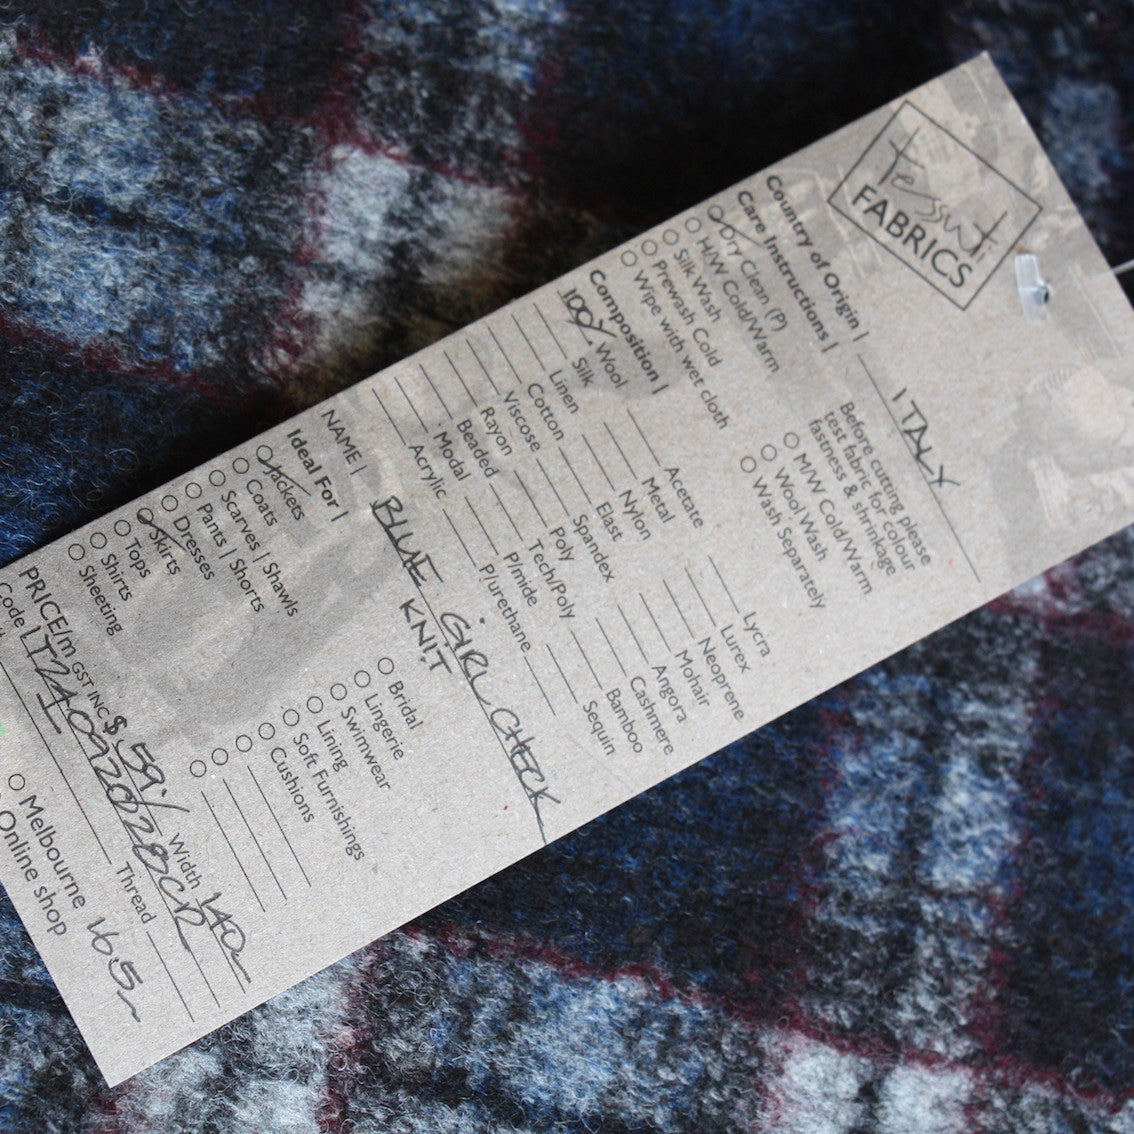 Tessuti
FABRICS
Country of Origin | ITALY
Care Instructions |
Dry Clean (P)
H/W Cold/Warm
Silk Wash
Prewash Cold
Wipe with wet cloth
Before cutting please
test fabric for colour
fastness & shrinkage
M/W Cold/Warm
Wool Wash
Wash Separately
Composition |
100% Wool
Silk
Linen
Cotton
Viscose
Rayon
Beaded
Modal
Acrylic
Acetate
Metal
Nylon
Elast
Spandex
Poly
Tech/Poly
P/mide
P/urethane
Lycra
Lurex
Neoprene
Mohair
Angora
Cashmere
Bamboo
Sequin
NAME | BLUE GIRL CHECK
KNIT
Ideal For |
Jackets
Coats
Scarves | Shawls
Pants | Shorts
Dresses
Skirts
Tops
Shirts
Sheeting
Bridal
Lingerie
Swimwear
Lining
Soft Furnishings
Cushions
PRICE/m GST INC $ 59./ Width 140
Code LT24092020CR
Thread
Melbourne 165
Online shop